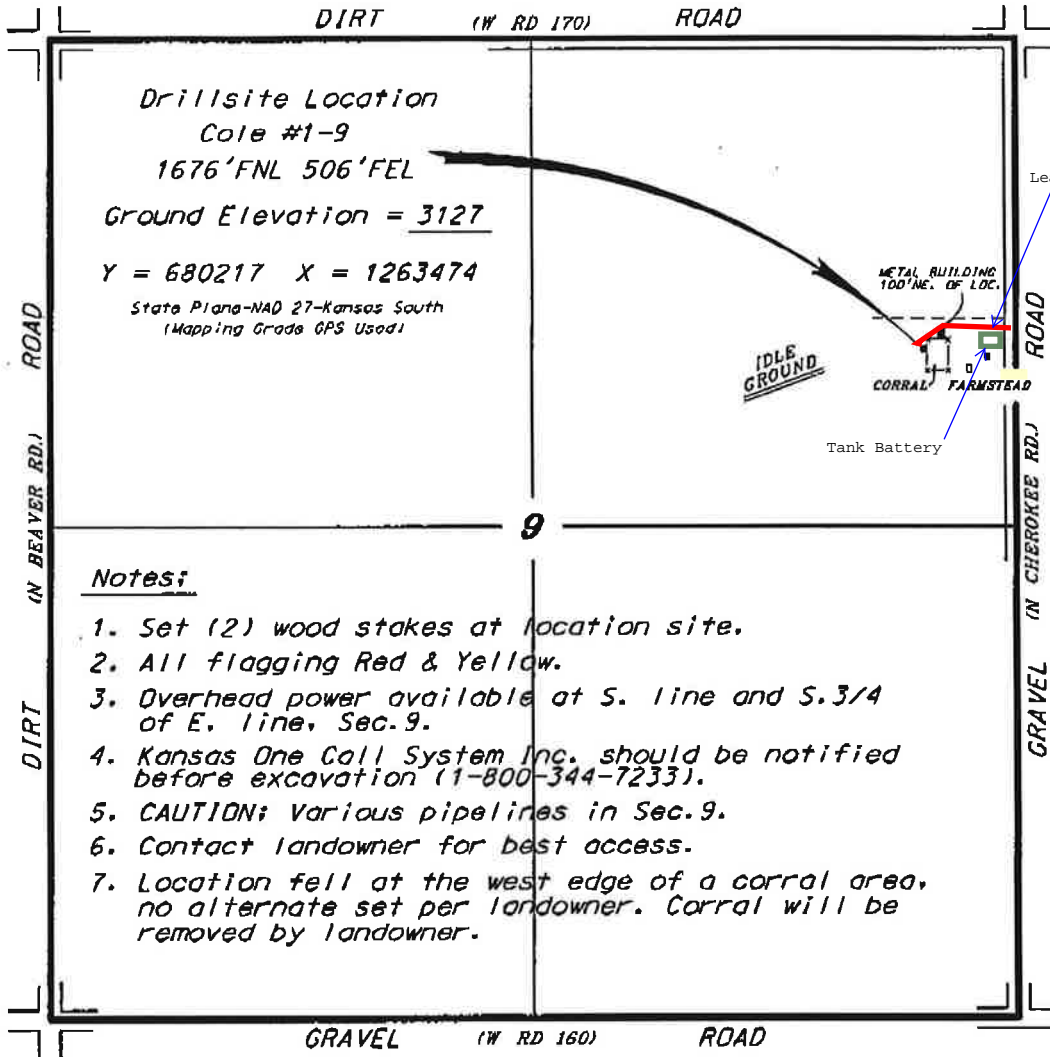 DIRT (W RD 170) ROAD
Drillsite Location
Cole #1-9
1676'FNL 506'FEL
Ground Elevation = 3127
Y = 680217 X = 1263474
State Plane-NAD 27-Kansas South
(Mapping Grade GPS Used)
METAL BUILDING
100'NE. OF LOC.
IDLE
GROUND
CORRAL FARMSTEAD
Tank Battery
9
Notes:
1. Set (2) wood stakes at location site.
2. All flagging Red & Yellow.
3. Overhead power available at S. line and S.3/4
of E. line, Sec.9.
4. Kansas One Call System Inc. should be notified
before excavation (1-800-344-7233).
5. CAUTION: Various pipelines in Sec.9.
6. Contact landowner for best access.
7. Location fell at the west edge of a corral area,
no alternate set per landowner. Corral will be
removed by landowner.
DIRT (N BEAVER RD.) ROAD
GRAVEL (N CHEROKEE RD.) ROAD
GRAVEL (W RD 160) ROAD